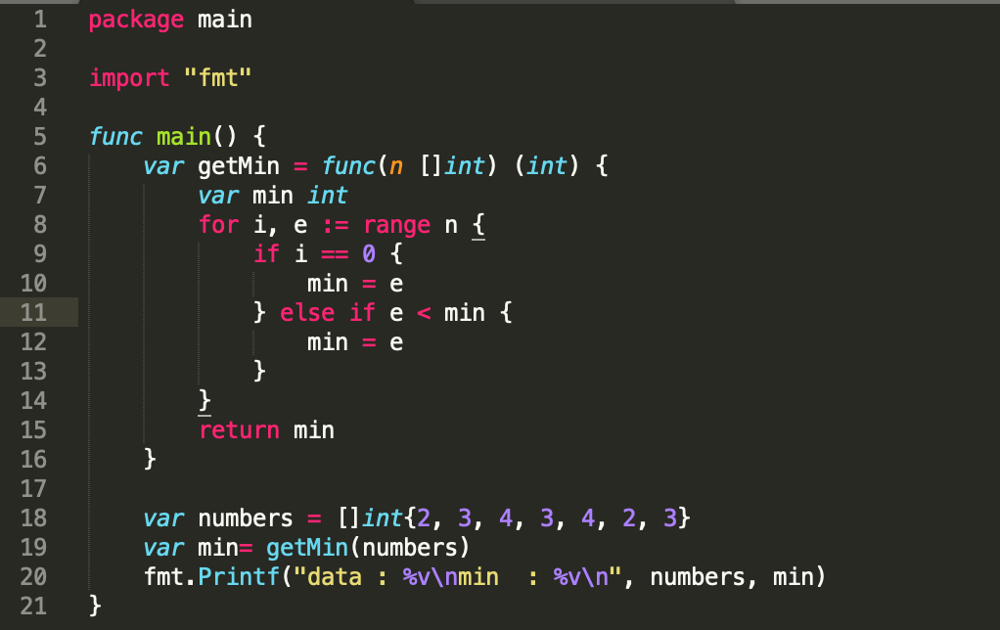 1 package main
2
3 import "fmt"
4
5 func main() {
6     var getMin = func(n []int) (int) {
7         var min int
8         for i, e := range n {
9             if i == 0 {
10                 min = e
11             } else if e < min {
12                 min = e
13             }
14         }
15         return min
16     }
17
18     var numbers = []int{2, 3, 4, 3, 4, 2, 3}
19     var min= getMin(numbers)
20     fmt.Printf("data : %v\nmin  : %v\n", numbers, min)
21 }